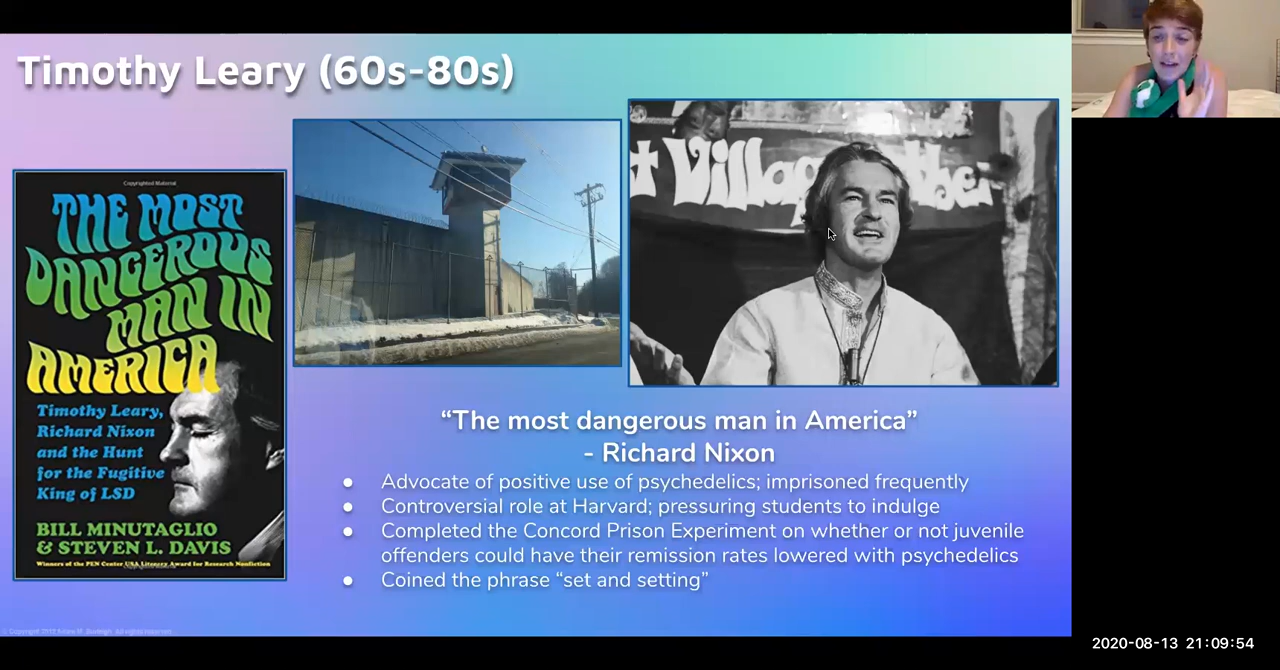 Timothy Leary (60s-80s)
Copyrighted Material
THE MOST
DANGEROUS
MAN IN
AMERICA
Timothy Leary,
Richard Nixon
and the Hunt
for the Fugitive
King of LSD
BILL MINUTAGLIO
& STEVEN L. DAVIS
Winners of the PEN Center USA Literary Award for Research Nonfiction
t Village ther
“The most dangerous man in America”
- Richard Nixon
● Advocate of positive use of psychedelics; imprisoned frequently
● Controversial role at Harvard; pressuring students to indulge
● Completed the Concord Prison Experiment on whether or not juvenile
offenders could have their remission rates lowered with psychedelics
● Coined the phrase “set and setting”
2020-08-13 21:09:54